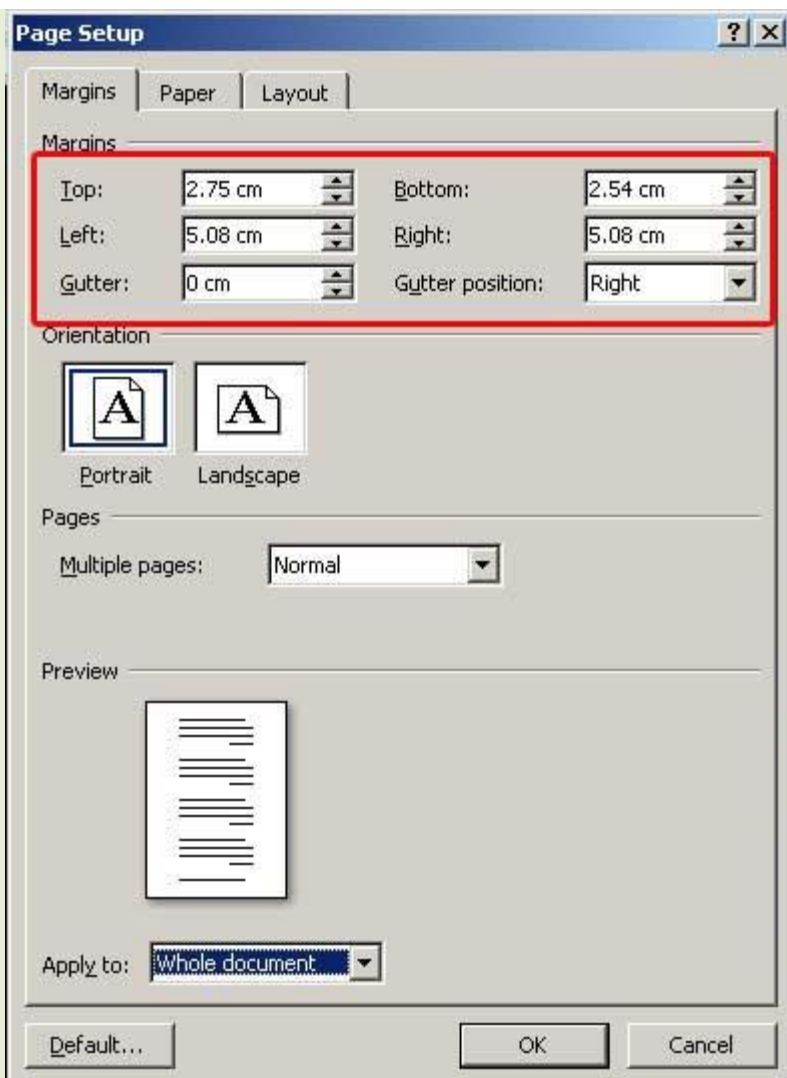 Page Setup
Margins Paper Layout
Margins
Top: 2.75 cm Bottom: 2.54 cm
Left: 5.08 cm Right: 5.08 cm
Gutter: 0 cm Gutter position: Right
Orientation
A A
Portrait Landscape
Pages
Multiple pages: Normal
Preview
Apply to: Whole document
Default... OK Cancel